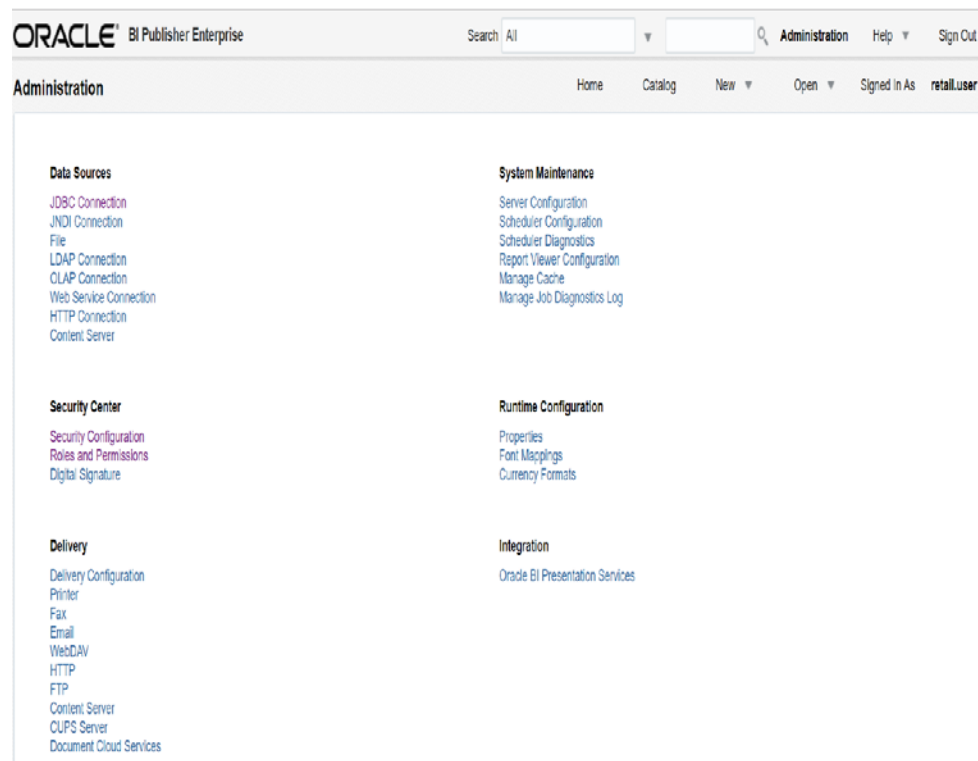 ORACLE® BI Publisher Enterprise Search All Administration Help Sign Out
Administration Home Catalog New Open Signed In As retail.user
Data Sources
JDBC Connection
JNDI Connection
File
LDAP Connection
OLAP Connection
Web Service Connection
HTTP Connection
Content Server
System Maintenance
Server Configuration
Scheduler Configuration
Scheduler Diagnostics
Report Viewer Configuration
Manage Cache
Manage Job Diagnostics Log
Security Center
Security Configuration
Roles and Permissions
Digital Signature
Runtime Configuration
Properties
Font Mappings
Currency Formats
Delivery
Delivery Configuration
Printer
Fax
Email
WebDAV
HTTP
FTP
Content Server
CUPS Server
Document Cloud Services
Integration
Oracle BI Presentation Services